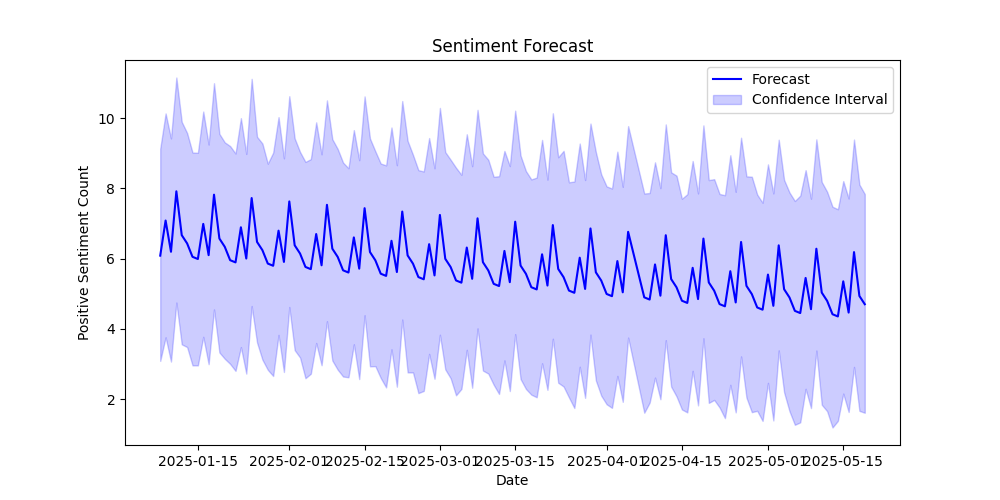 Sentiment Forecast
Forecast
Confidence Interval
Positive Sentiment Count
10
8
6
4
2
2025-01-15 2025-02-01 2025-02-15 2025-03-01 2025-03-15 2025-04-01 2025-04-15 2025-05-01 2025-05-15
Date